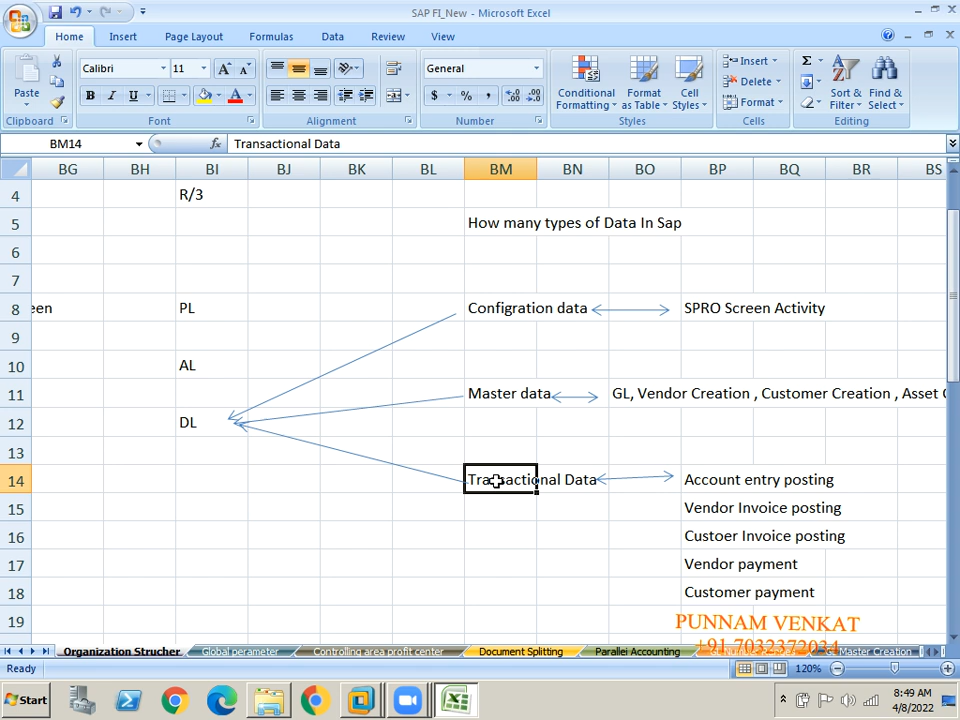 SAP FI_New - Microsoft Excel
Home Insert Page Layout Formulas Data Review View
Paste
Calibri 11 A A
General
B I U A
$ % ,
Conditional Formatting
Format as Table
Cell Styles
Insert
Delete
Format
Σ
Sort & Filter
Find & Select
Clipboard Font Alignment Number Styles Cells Editing
BM14 fx Transactional Data
BG BH BI BJ BK BL BM BN BO BP BQ BR BS
4 R/3
5 How many types of Data In Sap
6
7
8 een PL Configration data SPRO Screen Activity
9
10 AL
11 Master data GL, Vendor Creation , Customer Creation , Asset
12 DL
13
14 Transactional Data Account entry posting
15 Vendor Invoice posting
16 Custoer Invoice posting
17 Vendor payment
18 Customer payment
19
PUNNAM VENKAT
+91 7032372034
Organization Strucher Global perameter Controlling area profit center Document Splitting Parallel Accounting Master Creation
Ready 120%
Start
8:49 AM
4/8/2022